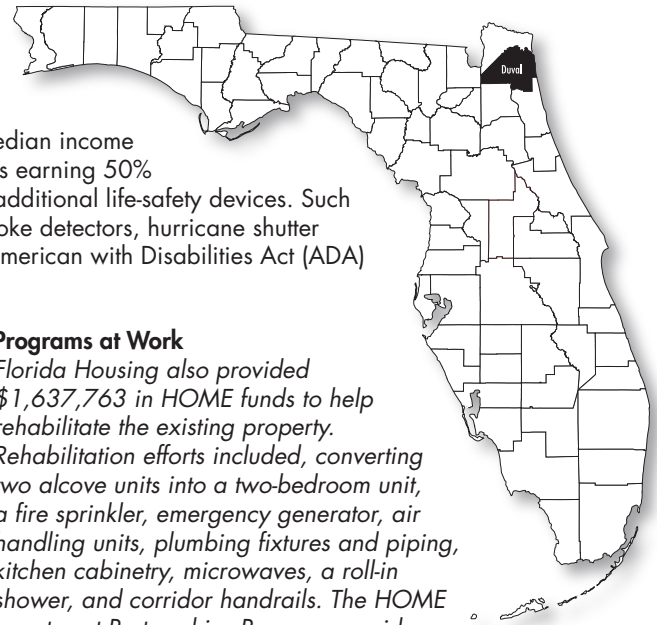 Duval
edian income
s earning 50%
additional life-safety devices. Such
oke detectors, hurricane shutter
merican with Disabilities Act (ADA)
Programs at Work
Florida Housing also provided
$1,637,763 in HOME funds to help
rehabilitate the existing property.
Rehabilitation efforts included, converting
two alcove units into a two-bedroom unit,
a fire sprinkler, emergency generator, air
handling units, plumbing fixtures and piping,
kitchen cabinetry, microwaves, a roll-in
shower, and corridor handrails. The HOME